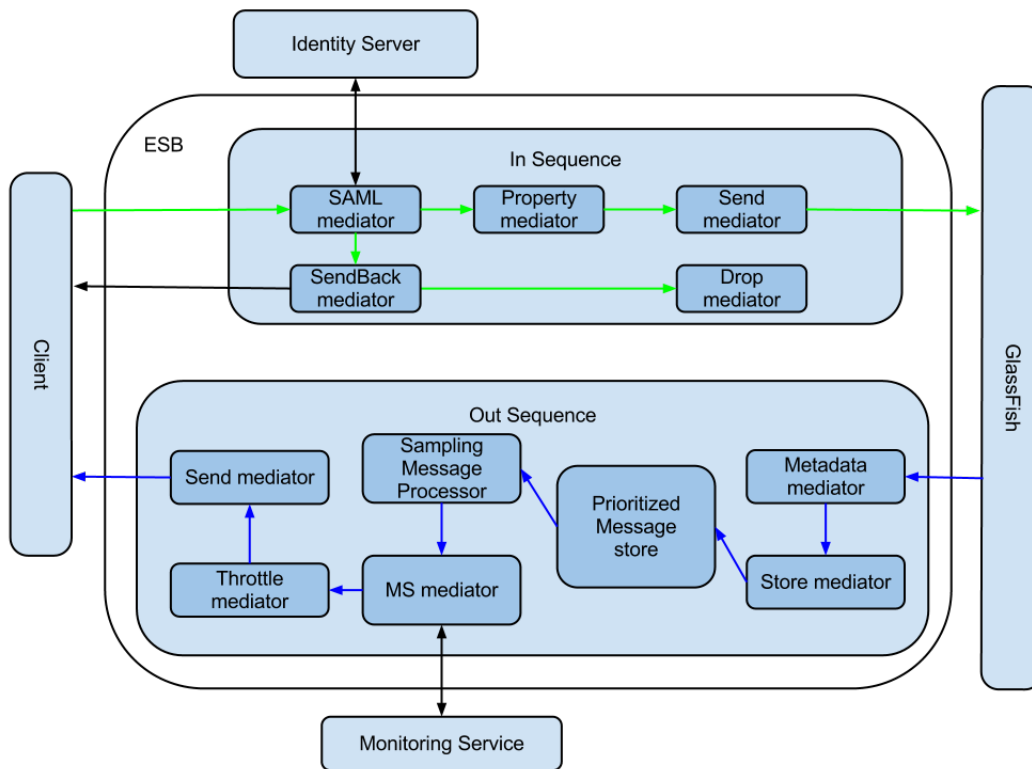 Identity Server
ESB
In Sequence
SAML
mediator
Property
mediator
Send
mediator
SendBack
mediator
Drop
mediator
Client
GlassFish
Out Sequence
Send mediator
Sampling
Message
Processor
Prioritized
Message
store
Metadata
mediator
Throttle
mediator
MS mediator
Store mediator
Monitoring Service